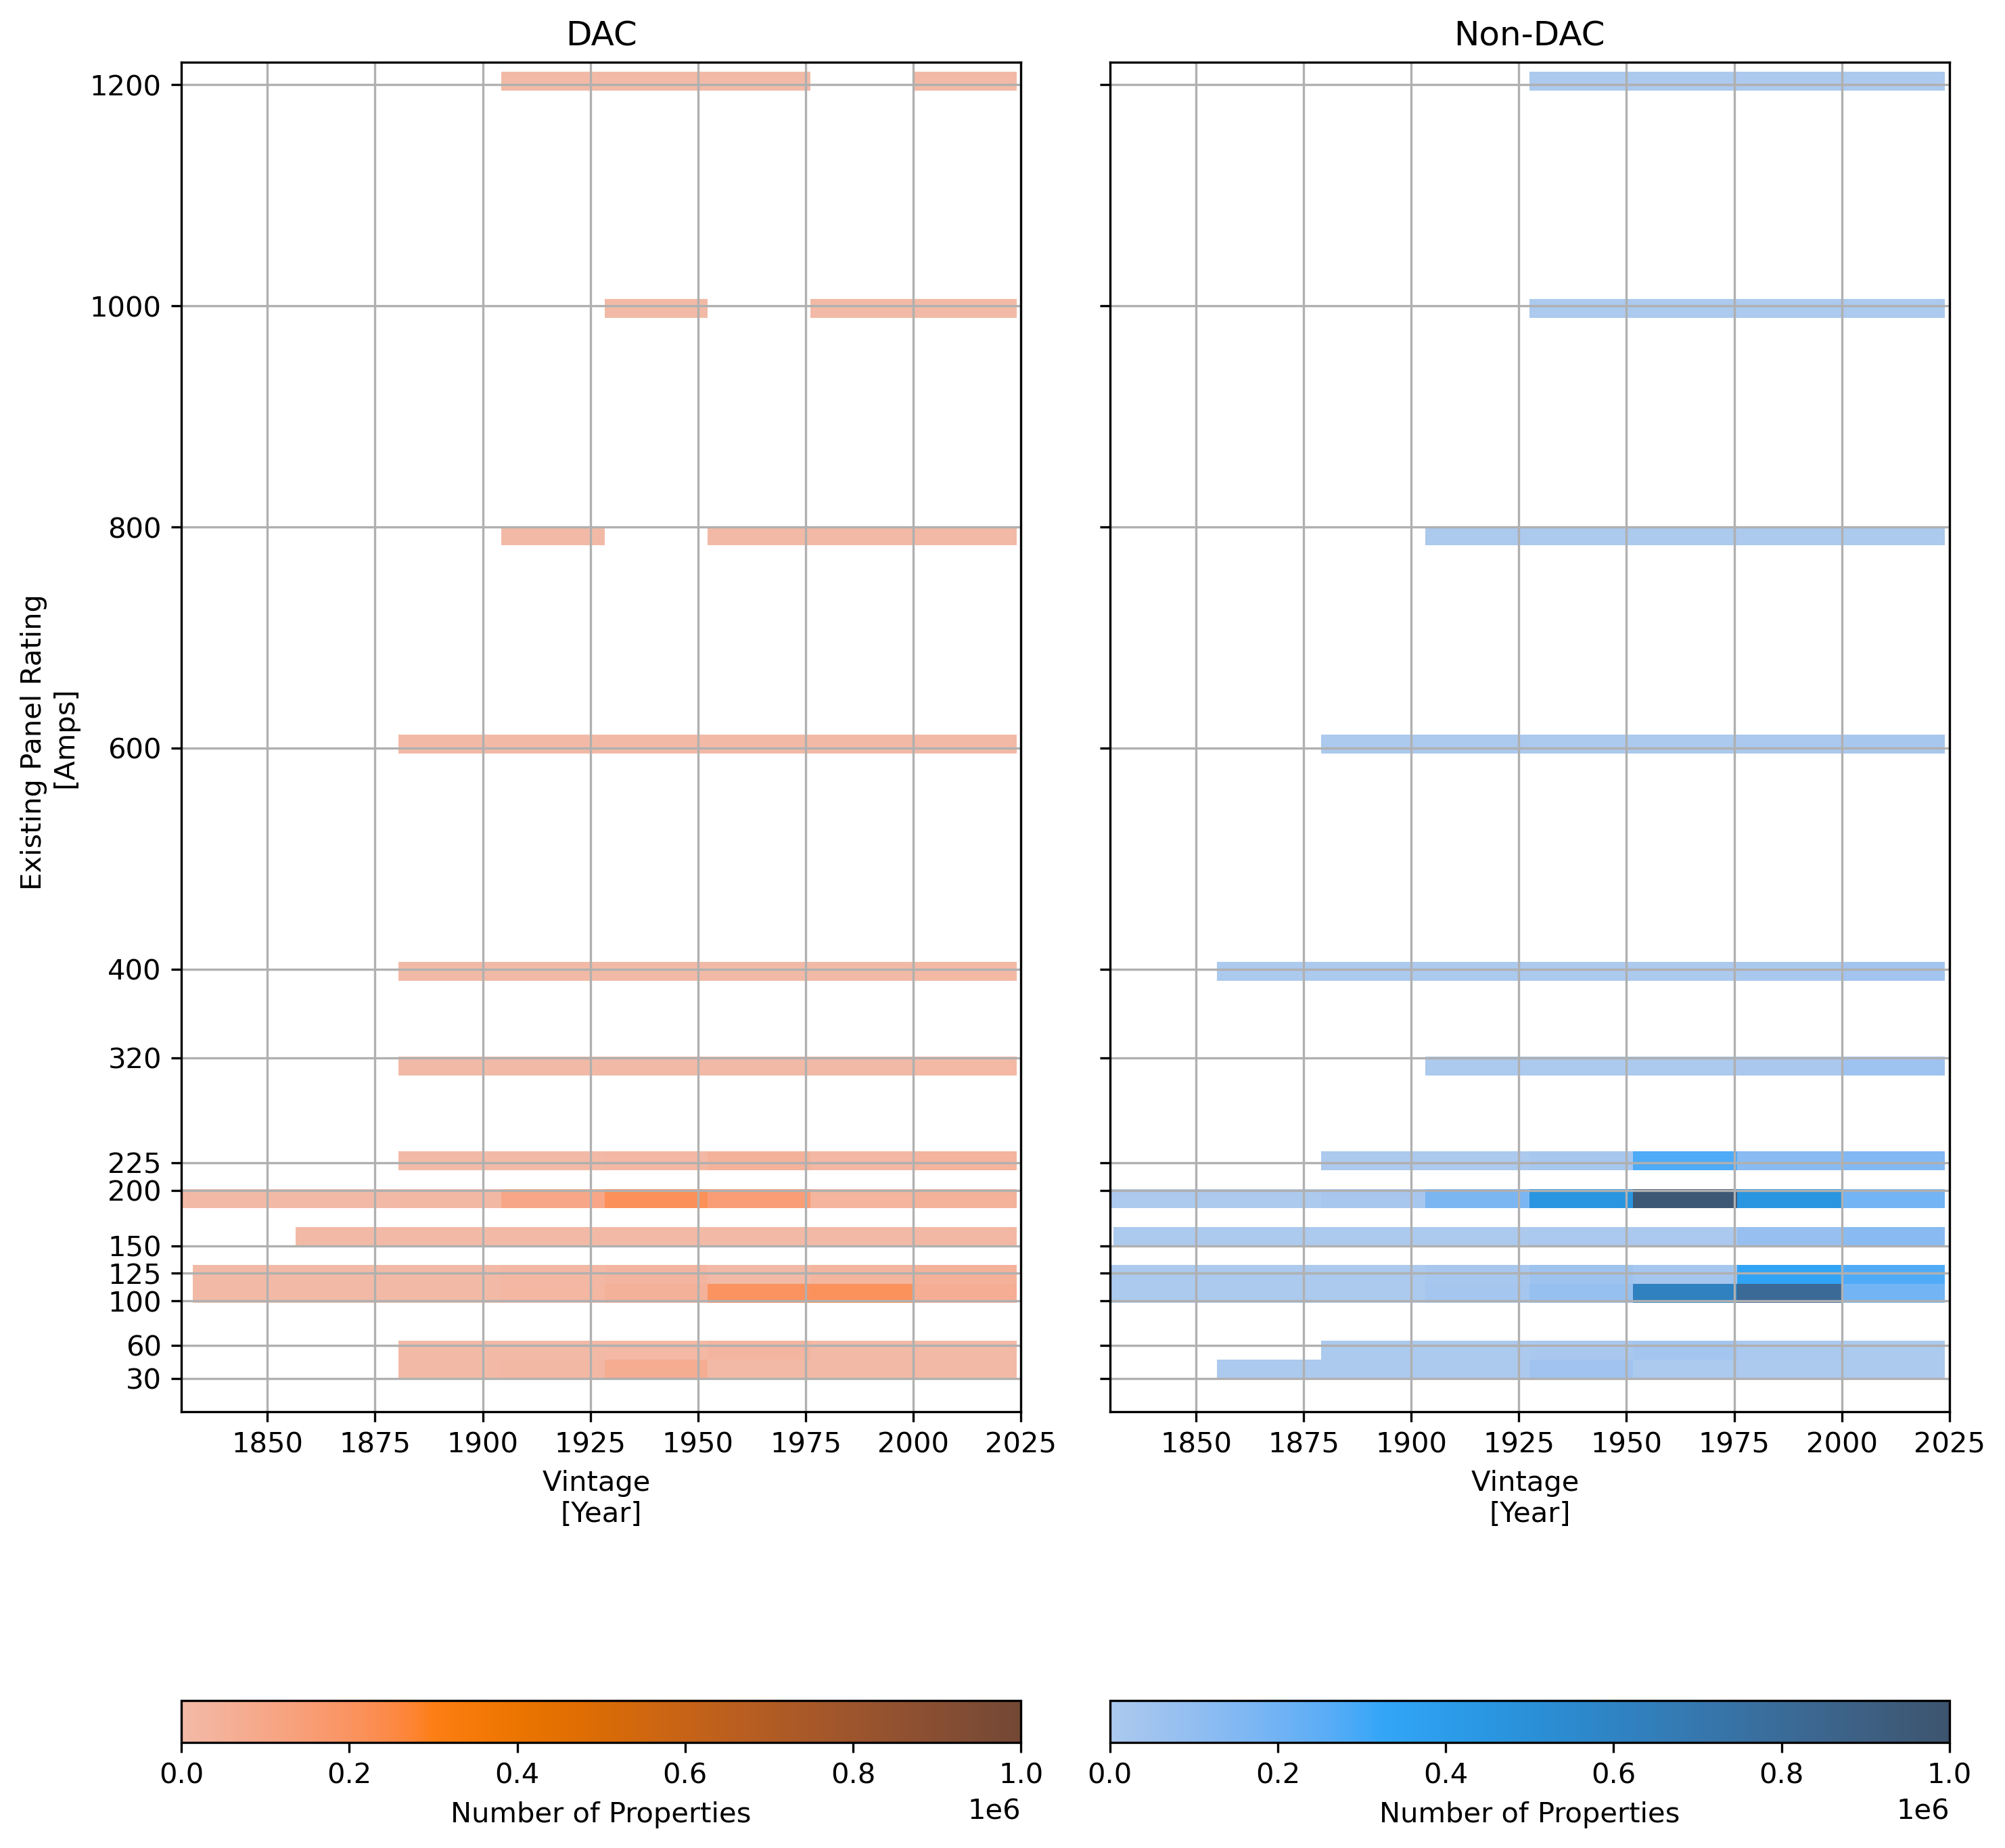 DAC
Non-DAC
Existing Panel Rating
[Amps]
1200
1000
800
600
400
320
225
200
150
125
100
60
30
1850 1875 1900 1925 1950 1975 2000 2025
1850 1875 1900 1925 1950 1975 2000 2025
Vintage
[Year]
Vintage
[Year]
0.0 0.2 0.4 0.6 0.8 1.0
Number of Properties
1e6
0.0 0.2 0.4 0.6 0.8 1.0
Number of Properties
1e6